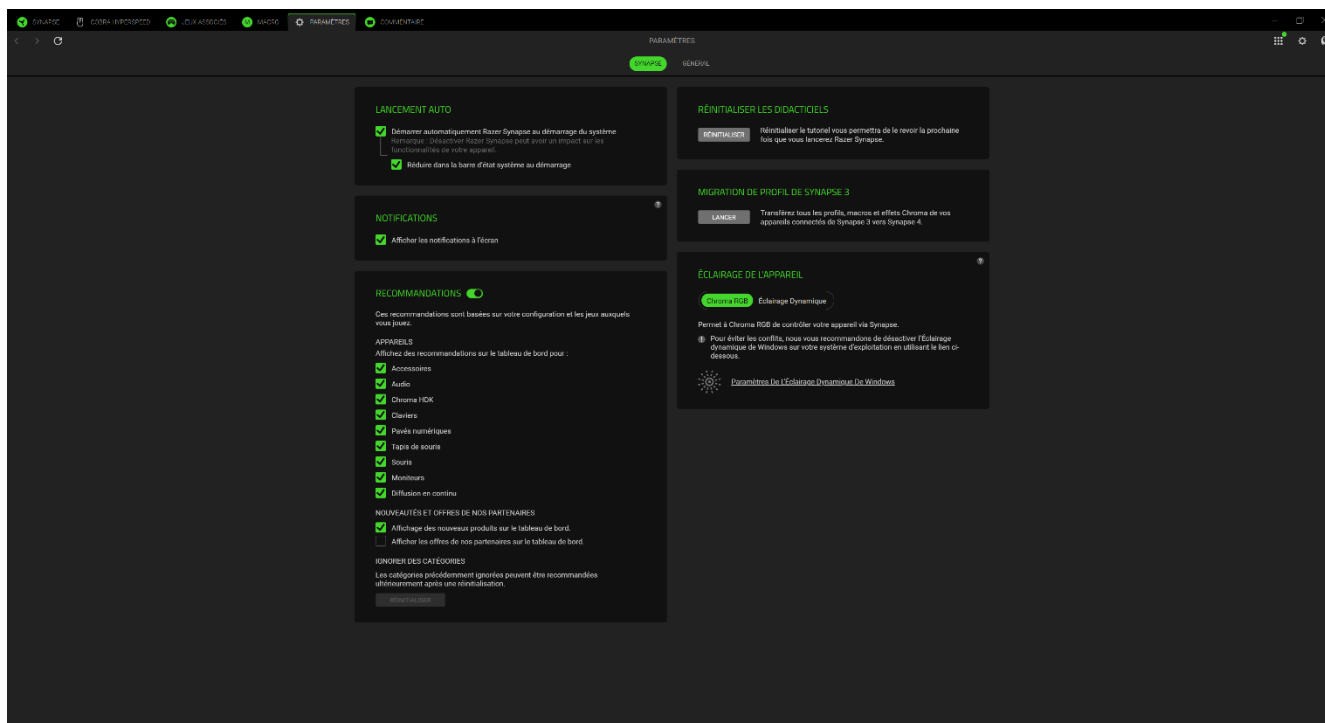 SYNAPSE
COBRA HYPERSPEED
JEUX ASSOCIÉS
MACRO
PARAMÈTRES
COMMENTAIRE
PARAMÈTRES
SYNAPSE
GÉNÉRAL
LANCEMENT AUTO
Démarrer automatiquement Razer Synapse au démarrage du système
Remarque : Désactiver Razer Synapse peut avoir un impact sur les
fonctionnalités de votre appareil.
Réduire dans la barre d'état système au démarrage
NOTIFICATIONS
Afficher les notifications à l'écran
RECOMMANDATIONS
Ces recommandations sont basées sur votre configuration et les jeux auxquels
vous jouez.
APPAREILS
Affichez des recommandations sur le tableau de bord pour :
Accessoires
Audio
Chroma HDK
Claviers
Pavés numériques
Tapis de souris
Souris
Moniteurs
Diffusion en continu
NOUVEAUTÉS ET OFFRES DE NOS PARTENAIRES
Affichage des nouveaux produits sur le tableau de bord.
Afficher les offres de nos partenaires sur le tableau de bord.
IGNORER DES CATÉGORIES
Les catégories précédemment ignorées peuvent être recommandées
ultérieurement après une réinitialisation.
RÉINITIALISER
RÉINITIALISER LES DIDACTICIELS
RÉINITIALISER
Réinitialiser le tutoriel vous permettra de le revoir la prochaine
fois que vous lancerez Razer Synapse.
MIGRATION DE PROFIL DE SYNAPSE 3
LANCER
Transférez tous les profils, macros et effets Chroma de vos
appareils connectés de Synapse 3 vers Synapse 4.
ÉCLAIRAGE DE L'APPAREIL
Chroma RGB
Éclairage Dynamique
Permet à Chroma RGB de contrôler votre appareil via Synapse.
Pour éviter les conflits, nous vous recommandons de désactiver l'Éclairage
dynamique de Windows sur votre système d'exploitation en utilisant le lien ci-
dessous.
Paramètres De L'Éclairage Dynamique De Windows